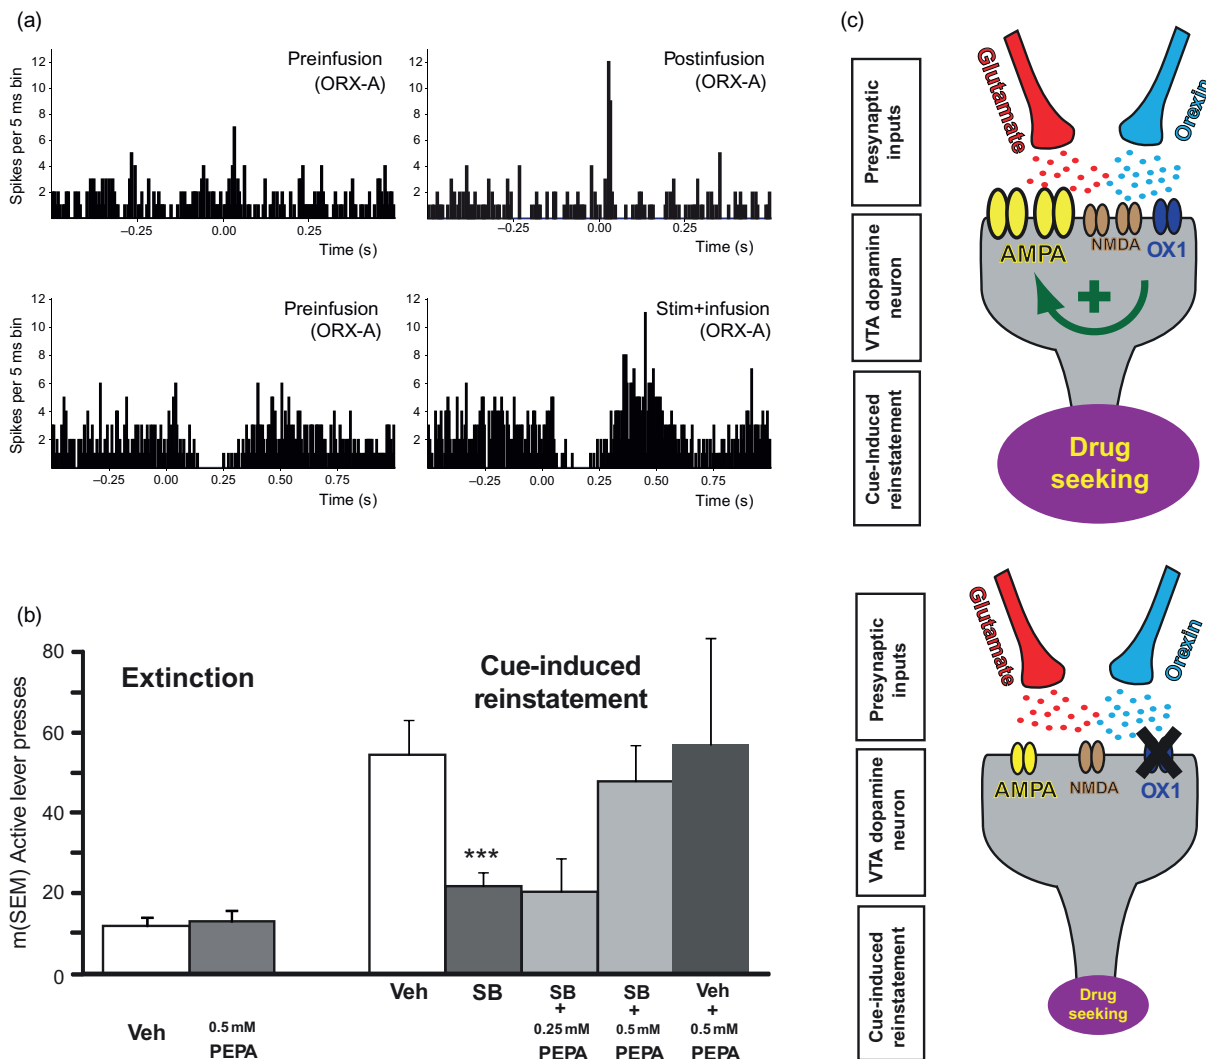 (a)
Spikes per 5 ms bin
12
10
8
6
4
2
Preinfusion
(ORX-A)
−0.25
0.00
0.25
Time (s)
12
10
8
6
4
2
Postinfusion
(ORX-A)
−0.25
0.00
0.25
Time (s)
Spikes per 5 ms bin
12
10
8
6
4
2
Preinfusion
(ORX-A)
−0.25
0.00
0.25
0.50
0.75
Time (s)
12
10
8
6
4
2
Stim+infusion
(ORX-A)
−0.25
0.00
0.25
0.50
0.75
Time (s)
(b)
m(SEM) Active lever presses
80
60
40
20
0
Extinction
Cue-induced
reinstatement
***
Veh
0.5 mM
PEPA
Veh
SB
SB
+
0.25 mM
PEPA
SB
+
0.5 mM
PEPA
Veh
+
0.5 mM
PEPA
(c)
Presynaptic
inputs
VTA dopamine
neuron
Cue-Induced
reinstatement
Glutamate
Orexin
AMPA
NMDA
OX1
+
Drug
seeking
Presynaptic
inputs
VTA dopamine
neuron
Cue-induced
reinstatement
Glutamate
Orexin
AMPA
NMDA
OX1
Drug
seeking